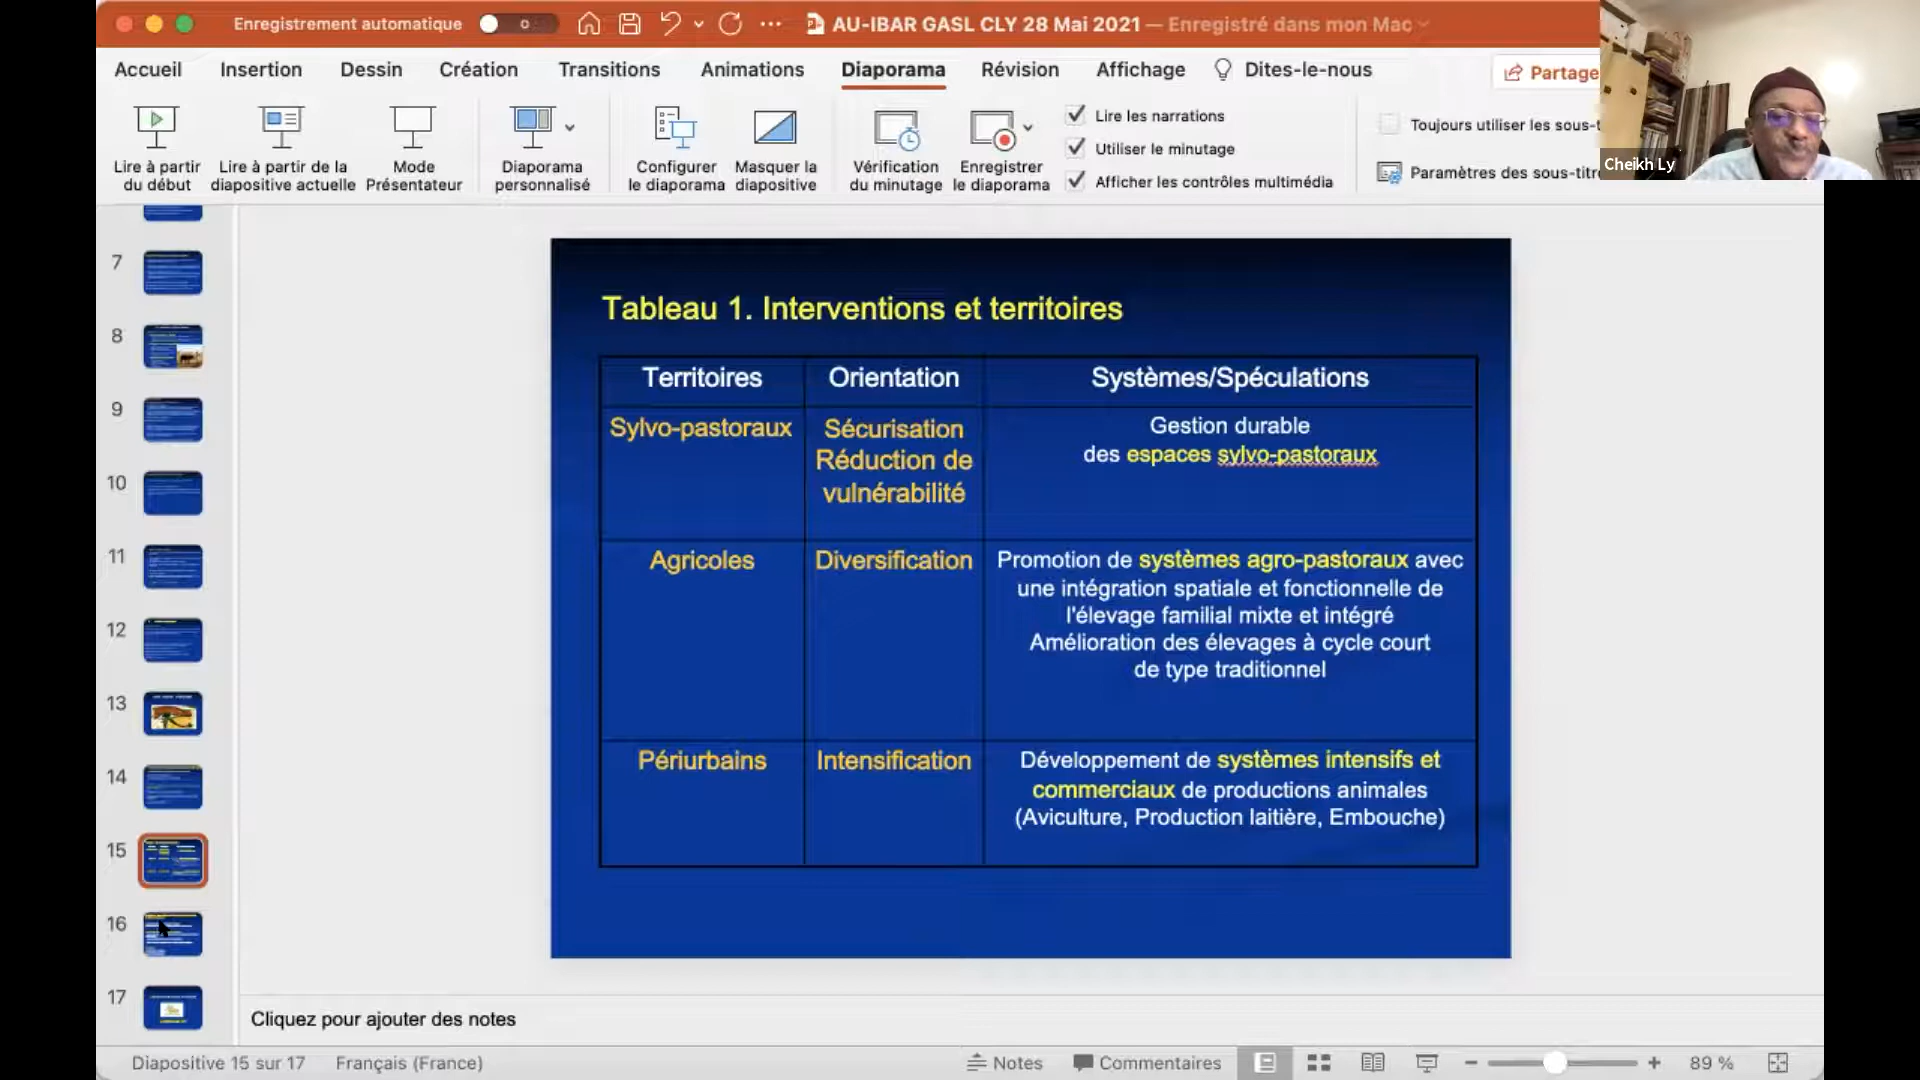 Enregistrement automatique
AU-IBAR GASL CLY 28 Mai 2021 — Enregistré dans mon Mac
Accueil Insertion Dessin Création Transitions Animations Diaporama Révision Affichage Dites-le-nous
Partage
Lire à partir
du début
Lire à partir de la
diapositive actuelle
Mode
Présentateur
Diaporama
personnalisé
Configurer
le diaporama
Masquer la
diapositive
Vérification
du minutage
Enregistrer
le diaporama
Lire les narrations
Utiliser le minutage
Afficher les contrôles multimédia
Toujours utiliser les sous-t
Paramètres des sous-titre
Cheikh Ly
7
8
9
10
11
12
13
14
15
16
17
Tableau 1. Interventions et territoires
Territoires Orientation Systèmes/Spéculations
Sylvo-pastoraux
Sécurisation
Réduction de
vulnérabilité
Gestion durable
des espaces sylvo-pastoraux
Agricoles
Diversification
Promotion de systèmes agro-pastoraux avec
une intégration spatiale et fonctionnelle de
l'élevage familial mixte et intégré
Amélioration des élevages à cycle court
de type traditionnel
Périurbains
Intensification
Développement de systèmes intensifs et
commerciaux de productions animales
(Aviculture, Production laitière, Embouche)
Cliquez pour ajouter des notes
Diapositive 15 sur 17 Français (France) Notes Commentaires 89 %